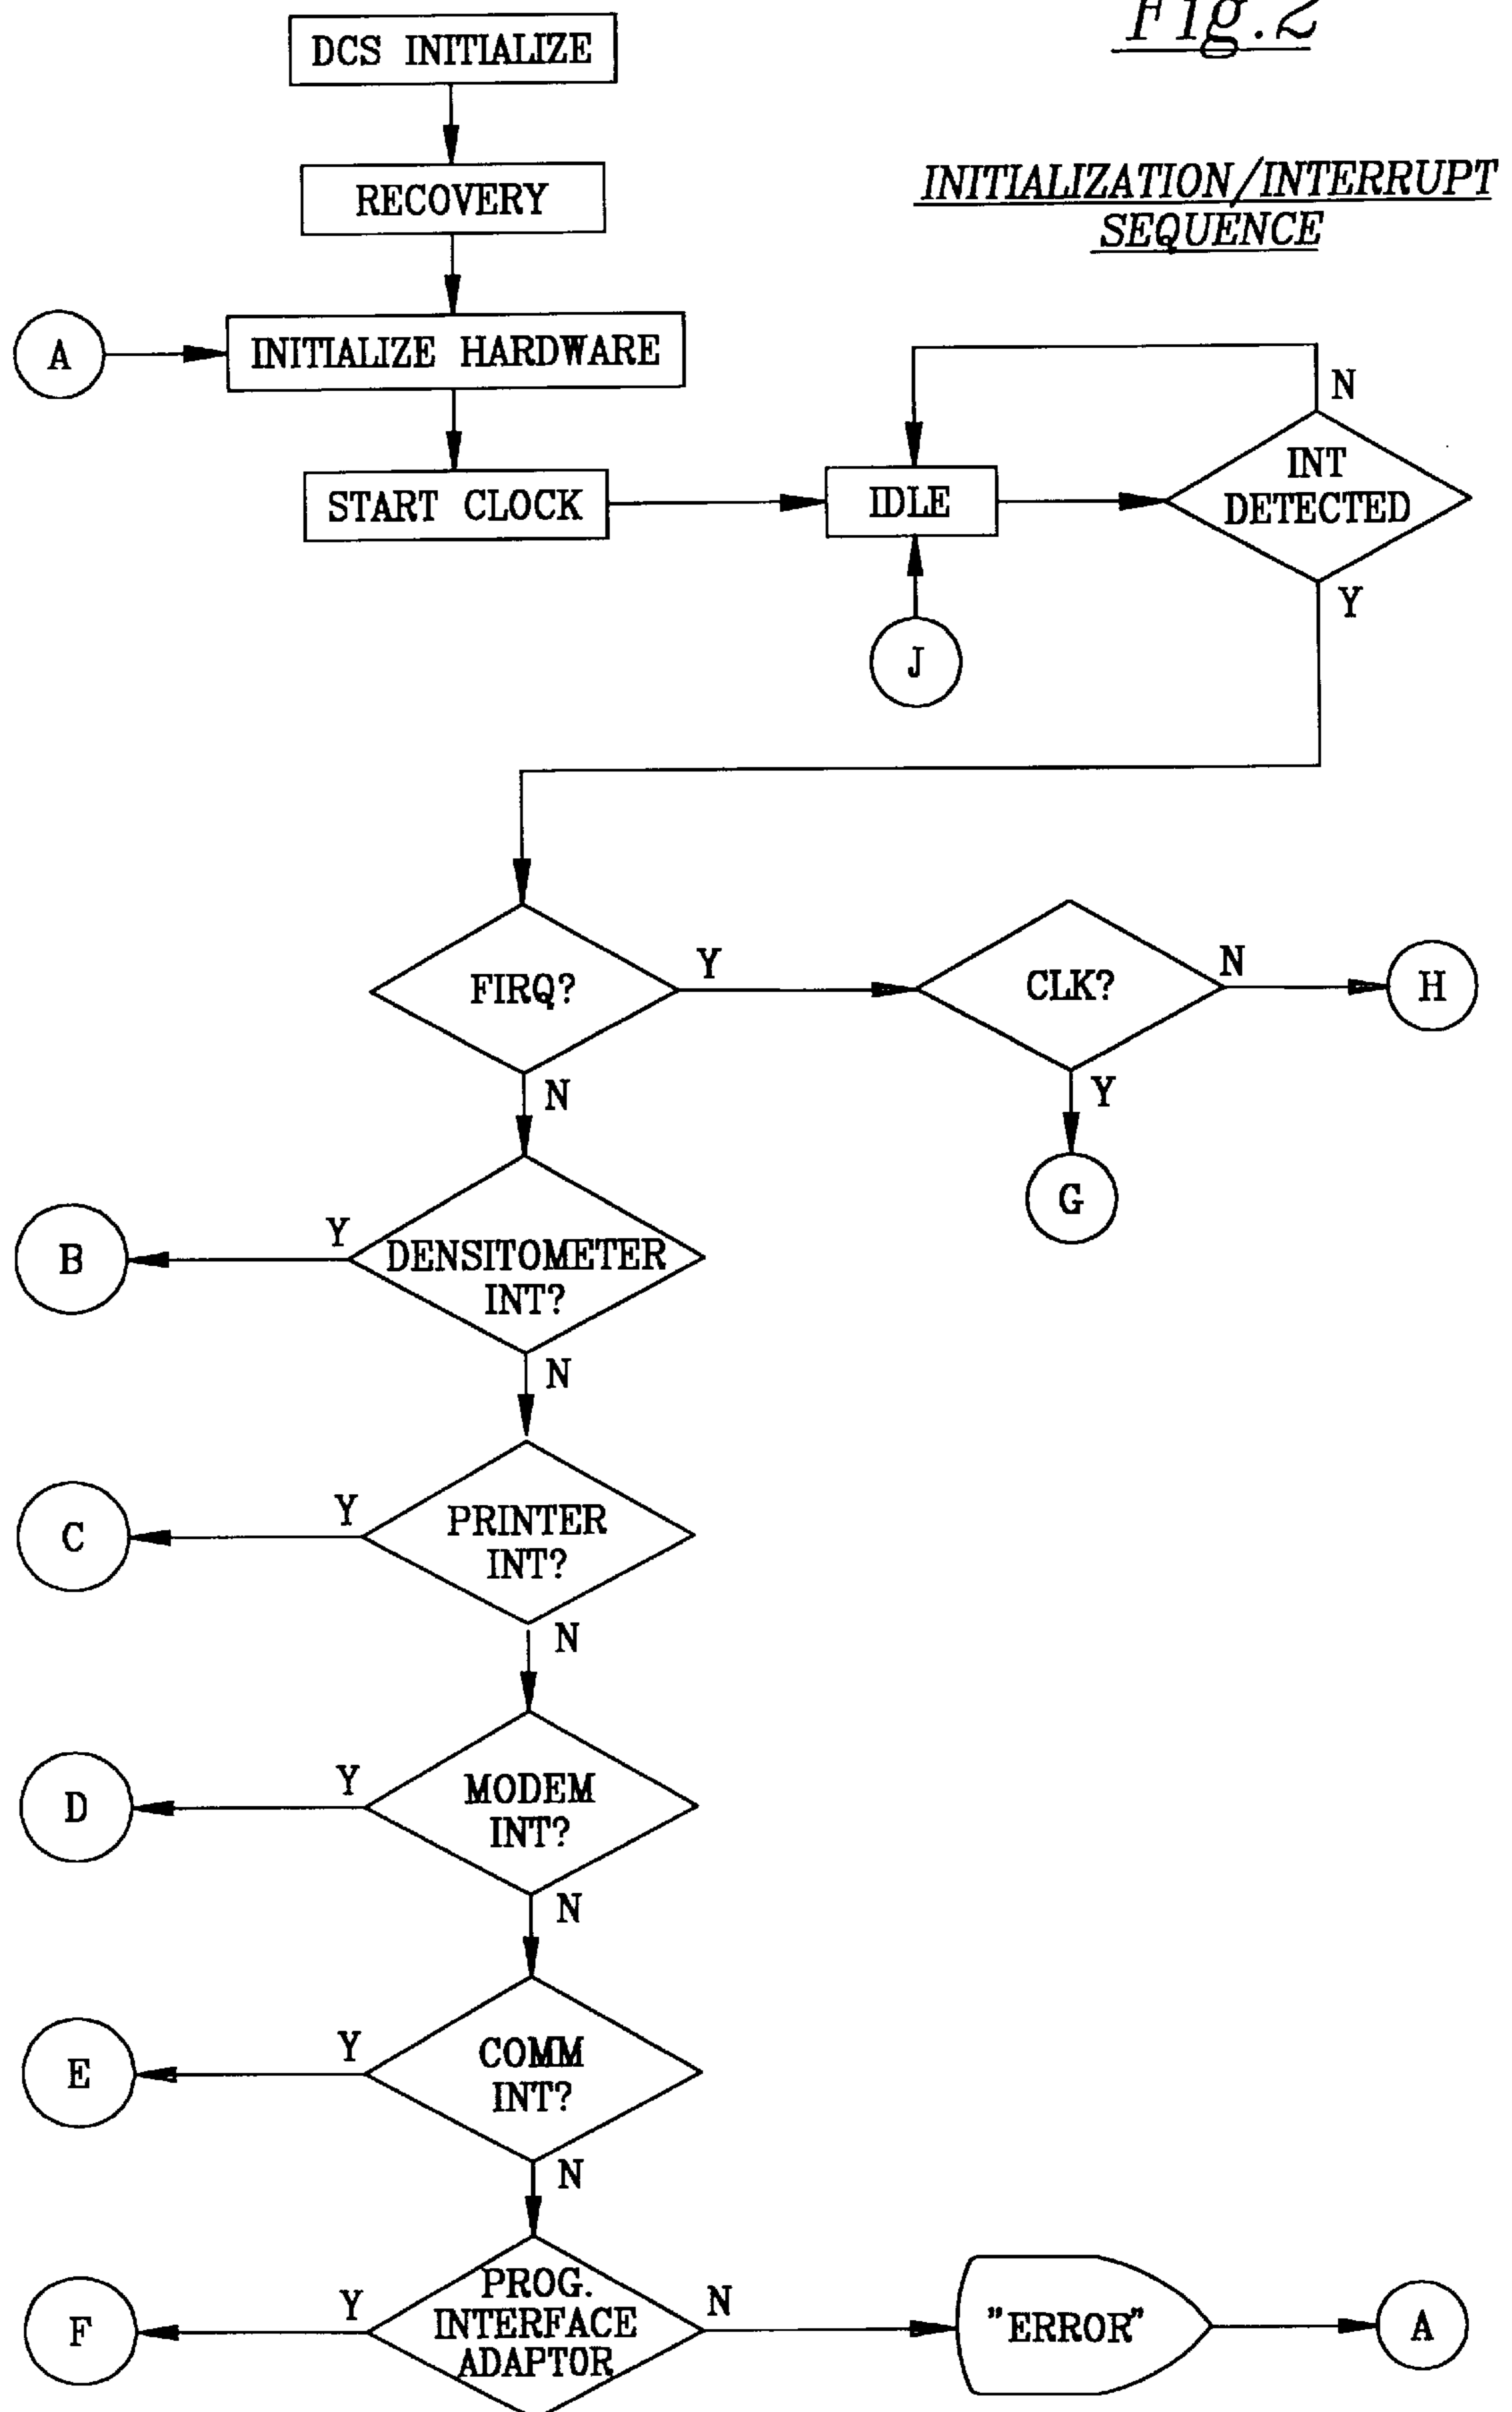 Fig. 2
DCS INITIALIZE
RECOVERY
INITIALIZATION/INTERRUPT
SEQUENCE
A
INITIALIZE HARDWARE
N
START CLOCK
IDLE
INT
DETECTED
Y
J
FIRQ?
Y
CLK?
N
H
N
Y
G
B
Y
DENSITOMETER
INT?
N
C
Y
PRINTER
INT?
N
D
Y
MODEM
INT?
N
E
Y
COMM
INT?
N
F
Y
PROG.
INTERFACE
ADAPTOR
N
"ERROR"
A